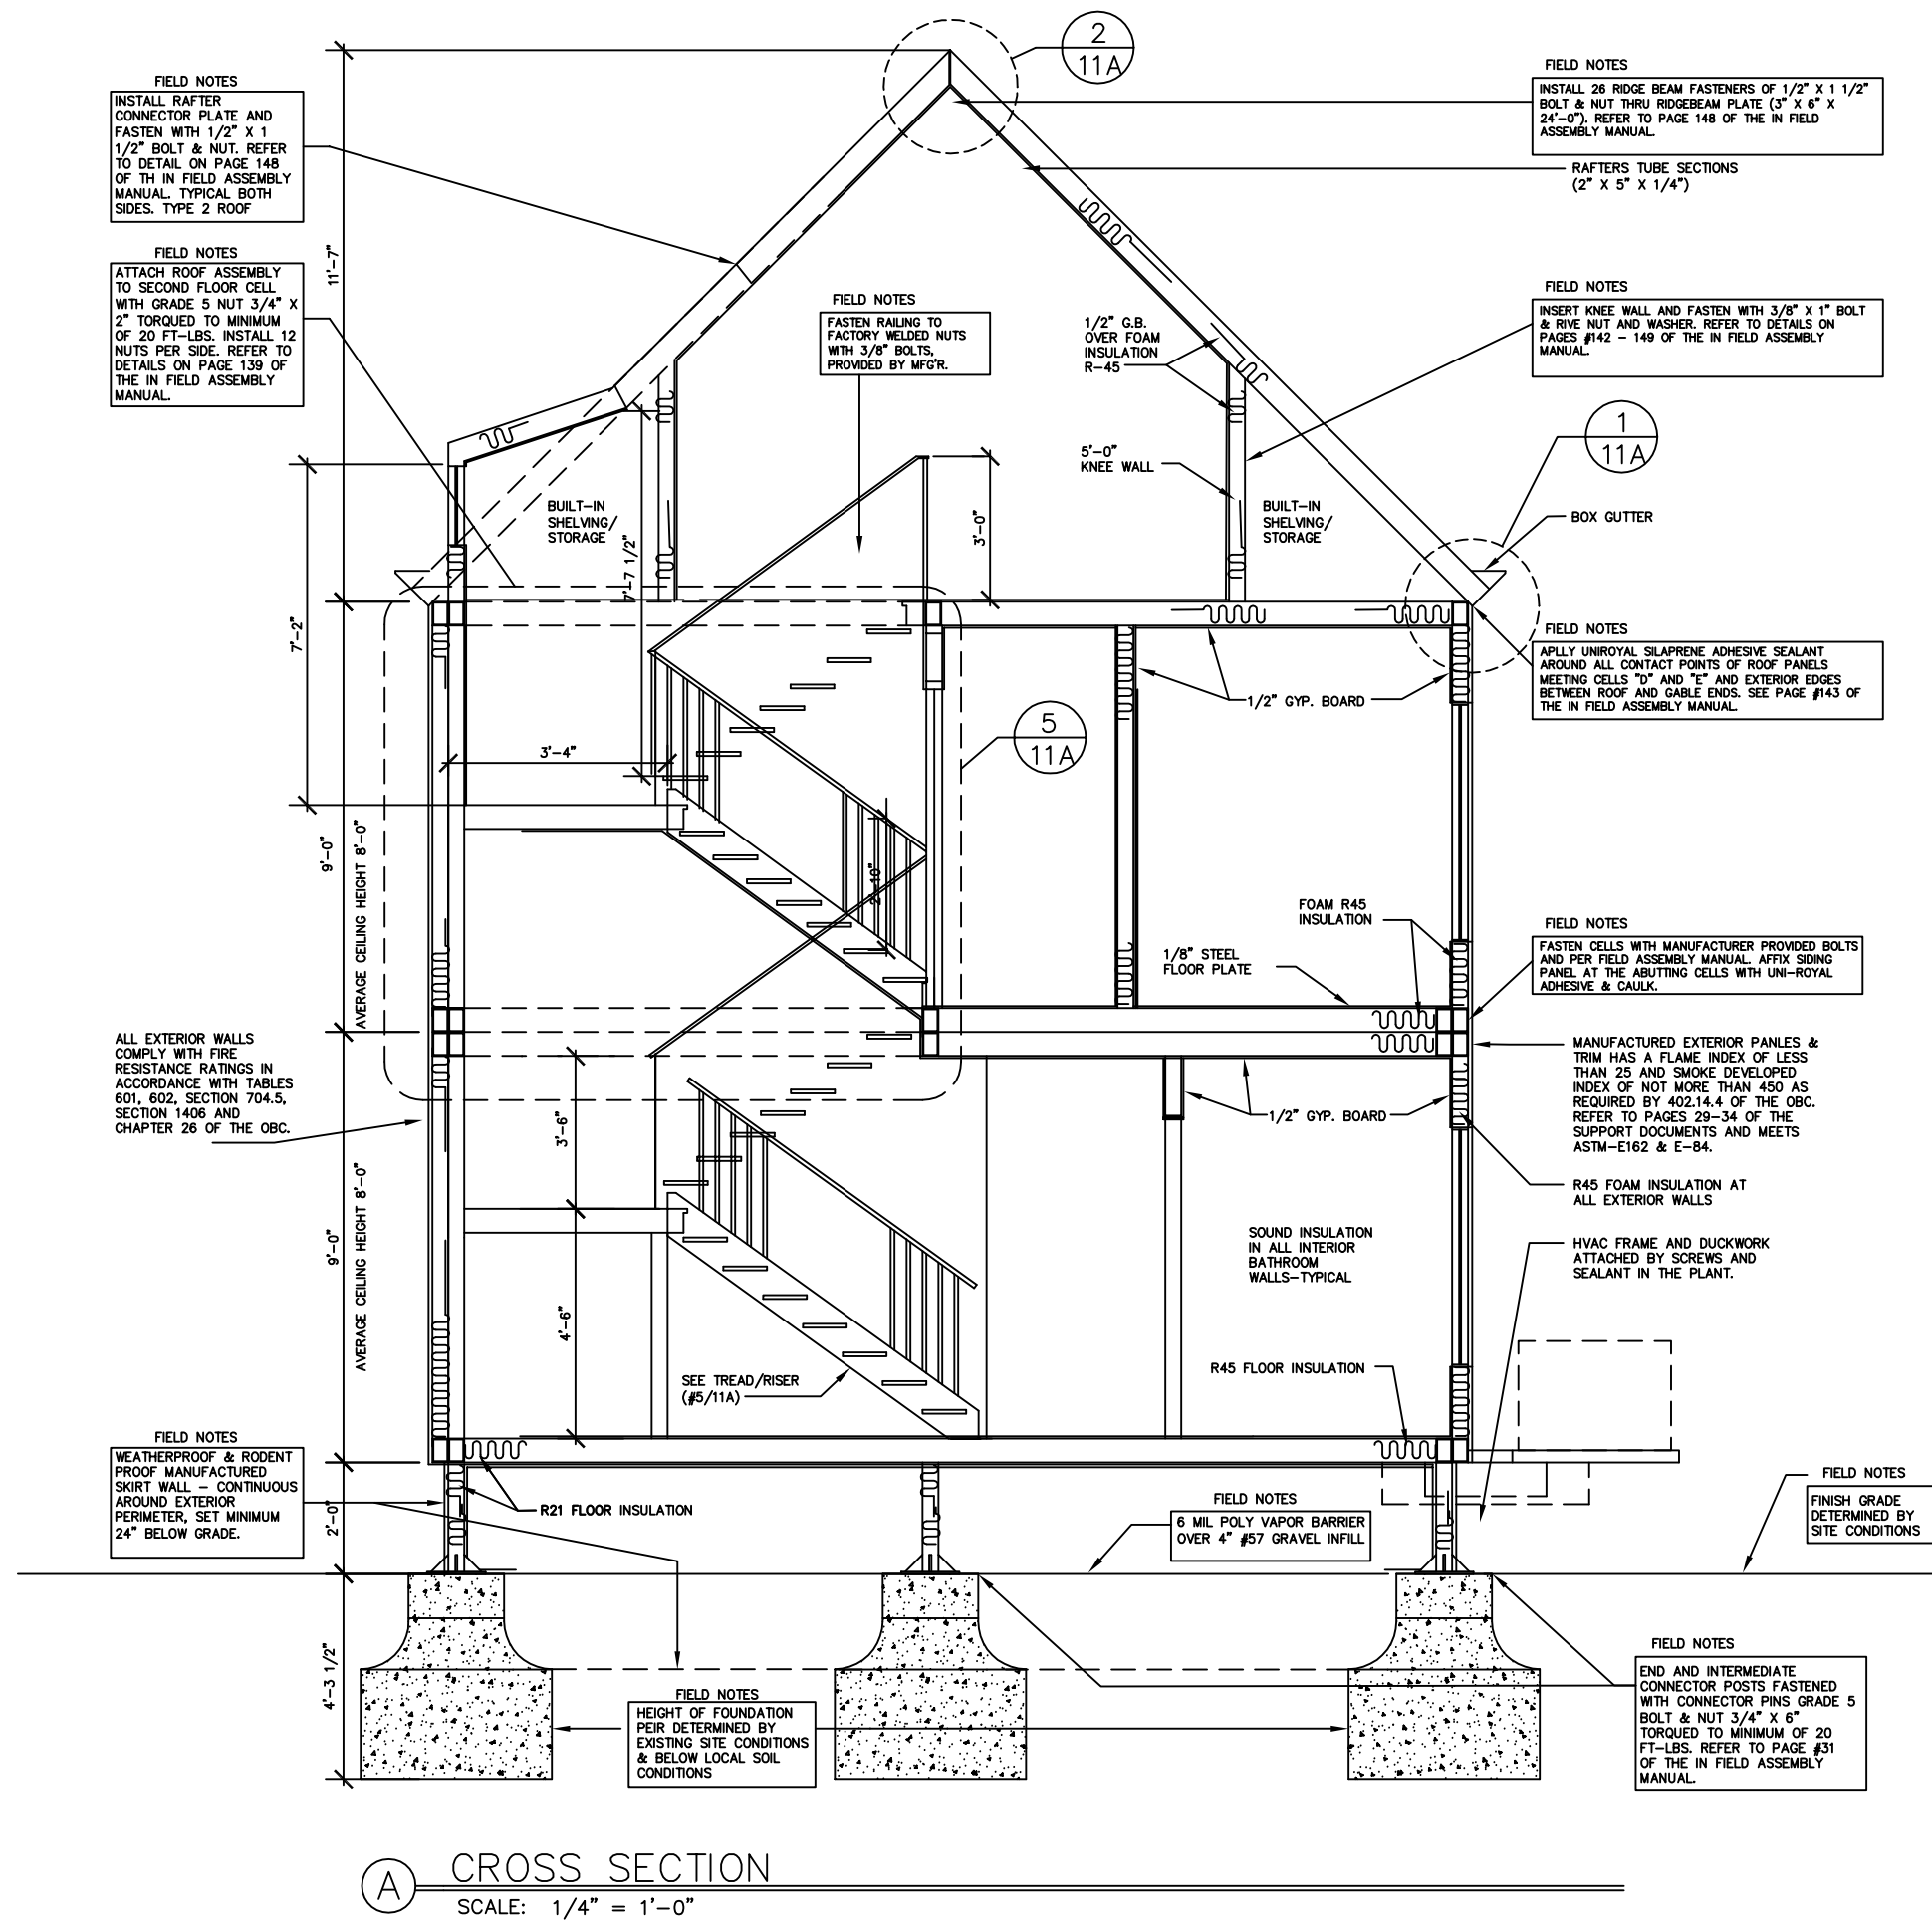 2
11A
FIELD NOTES
INSTALL RAFTER
CONNECTOR PLATE AND
FASTEN WITH 1/2" X 1
1/2" BOLT & NUT. REFER
TO DETAIL ON PAGE 148
OF TH IN FIELD ASSEMBLY
MANUAL. TYPICAL BOTH
SIDES. TYPE 2 ROOF
FIELD NOTES
INSTALL 26 RIDGE BEAM FASTENERS OF 1/2" X 1 1/2"
BOLT & NUT THRU RIDGEBEAM PLATE (3" X 6" X
24'-0"). REFER TO PAGE 148 OF THE IN FIELD
ASSEMBLY MANUAL.
RAFTERS TUBE SECTIONS
(2" X 5" X 1/4")
FIELD NOTES
ATTACH ROOF ASSEMBLY
TO SECOND FLOOR CELL
WITH GRADE 5 NUT 3/4" X
2" TORQUED TO MINIMUM
OF 20 FT-LBS. INSTALL 12
NUTS PER SIDE. REFER TO
DETAILS ON PAGE 139 OF
THE IN FIELD ASSEMBLY
MANUAL.
11'-7"
FIELD NOTES
FASTEN RAILING TO
FACTORY WELDED NUTS
WITH 3/8" BOLTS,
PROVIDED BY MFG'R.
1/2" G.B.
OVER FOAM
INSULATION
R-45
FIELD NOTES
INSERT KNEE WALL AND FASTEN WITH 3/8" X 1" BOLT
& RIVE NUT AND WASHER. REFER TO DETAILS ON
PAGES #142 - 149 OF THE IN FIELD ASSEMBLY
MANUAL.
1
11A
5'-0"
KNEE WALL
BUILT-IN
SHELVING/
STORAGE
BUILT-IN
SHELVING/
STORAGE
BOX GUTTER
3'-0"
7'-7 1/2"
7'-2"
FIELD NOTES
APLLY UNIROYAL SILAPRENE ADHESIVE SEALANT
AROUND ALL CONTACT POINTS OF ROOF PANELS
MEETING CELLS "D" AND "E" AND EXTERIOR EDGES
BETWEEN ROOF AND GABLE ENDS. SEE PAGE #143 OF
THE IN FIELD ASSEMBLY MANUAL.
1/2" GYP. BOARD
5
11A
3'-4"
9'-0"
AVERAGE CEILING HEIGHT 8'-0"
2'-10"
FOAM R45
INSULATION
1/8" STEEL
FLOOR PLATE
FIELD NOTES
FASTEN CELLS WITH MANUFACTURER PROVIDED BOLTS
AND PER FIELD ASSEMBLY MANUAL. AFFIX SIDING
PANEL AT THE ABUTTING CELLS WITH UNI-ROYAL
ADHESIVE & CAULK.
ALL EXTERIOR WALLS
COMPLY WITH FIRE
RESISTANCE RATINGS IN
ACCORDANCE WITH TABLES
601, 602, SECTION 704.5,
SECTION 1406 AND
CHAPTER 26 OF THE OBC.
MANUFACTURED EXTERIOR PANLES &
TRIM HAS A FLAME INDEX OF LESS
THAN 25 AND SMOKE DEVELOPED
INDEX OF NOT MORE THAN 450 AS
REQUIRED BY 402.14.4 OF THE OBC.
REFER TO PAGES 29-34 OF THE
SUPPORT DOCUMENTS AND MEETS
ASTM-E162 & E-84.
1/2" GYP. BOARD
3'-6"
R45 FOAM INSULATION AT
ALL EXTERIOR WALLS
9'-0"
AVERAGE CEILING HEIGHT 8'-0"
SOUND INSULATION
IN ALL INTERIOR
BATHROOM
WALLS-TYPICAL
HVAC FRAME AND DUCKWORK
ATTACHED BY SCREWS AND
SEALANT IN THE PLANT.
4'-6"
SEE TREAD/RISER
(#5/11A)
R45 FLOOR INSULATION
FIELD NOTES
WEATHERPROOF & RODENT
PROOF MANUFACTURED
SKIRT WALL - CONTINUOUS
AROUND EXTERIOR
PERIMETER, SET MINIMUM
24" BELOW GRADE.
2'-0"
R21 FLOOR INSULATION
FIELD NOTES
6 MIL POLY VAPOR BARRIER
OVER 4" #57 GRAVEL INFILL
FIELD NOTES
FINISH GRADE
DETERMINED BY
SITE CONDITIONS
4'-3 1/2"
FIELD NOTES
HEIGHT OF FOUNDATION
PEIR DETERMINED BY
EXISTING SITE CONDITIONS
& BELOW LOCAL SOIL
CONDITIONS
FIELD NOTES
END AND INTERMEDIATE
CONNECTOR POSTS FASTENED
WITH CONNECTOR PINS GRADE 5
BOLT & NUT 3/4" X 6"
TORQUED TO MINIMUM OF 20
FT-LBS. REFER TO PAGE #31
OF THE IN FIELD ASSEMBLY
MANUAL.
A
CROSS SECTION
SCALE: 1/4" = 1'-0"